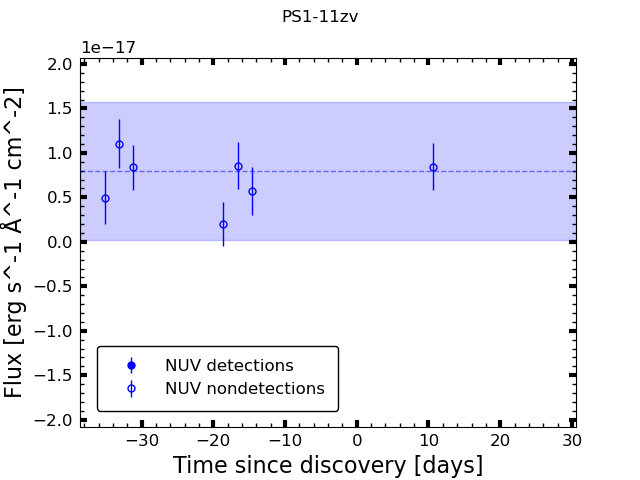 PS1-11zv
1e−17
2.0
1.5
1.0
0.5
0.0
−0.5
−1.0
−1.5
−2.0
Flux [erg s^-1 Å^-1 cm^-2]
NUV detections
NUV nondetections
−30 −20 −10 0 10 20 30
Time since discovery [days]